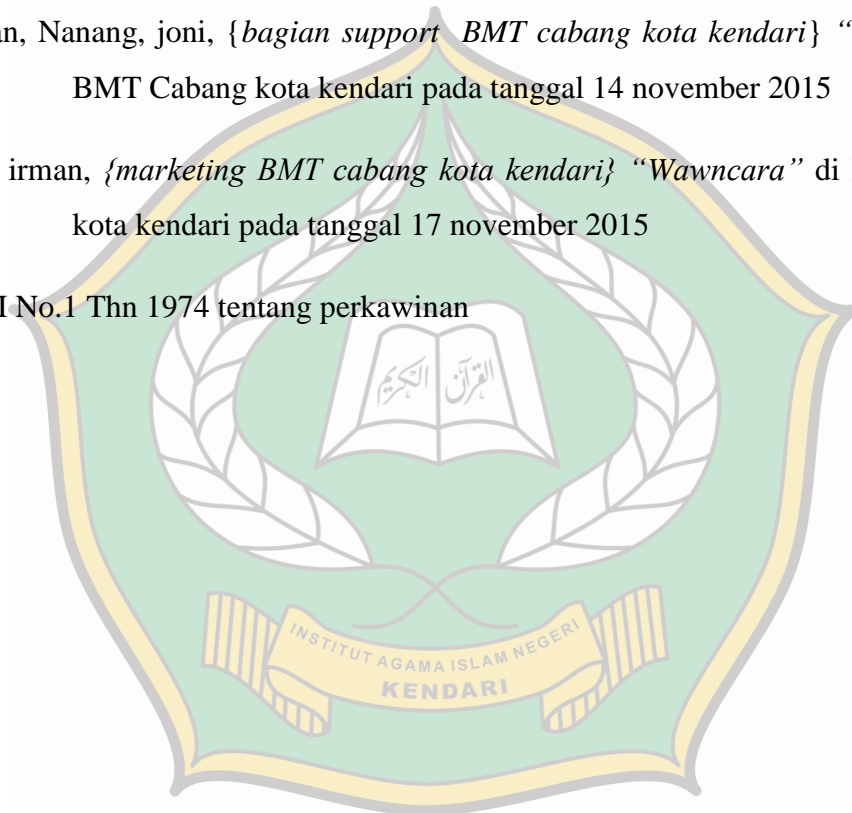 an, Nanang, joni, {bagian support BMT cabang kota kendari} “
BMT Cabang kota kendari pada tanggal 14 november 2015
irman, {marketing BMT cabang kota kendari} “Wawncara” di
kota kendari pada tanggal 17 november 2015
I No.1 Thn 1974 tentang perkawinan
القرآن الكريم
INSTITUT AGAMA ISLAM NEGERI
KENDARI